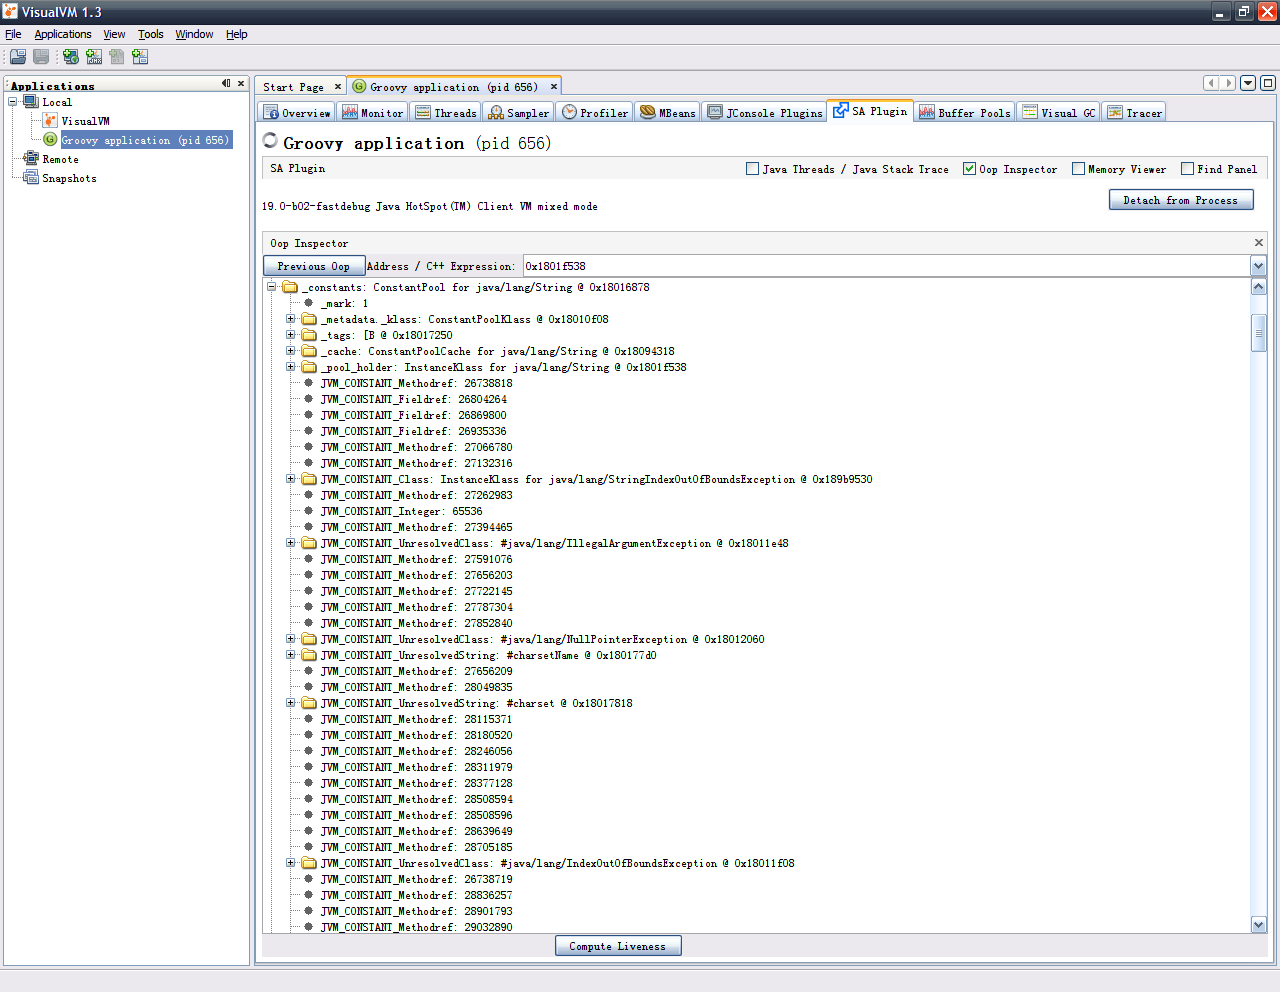 VisualVM 1.3
File Applications View Tools Window Help
Applications
Local
VisualVM
Groovy application (pid 656)
Remote
Snapshots
Start Page Groovy application (pid 656)
Overview Monitor Threads Sampler Profiler MBeans JConsole Plugins SA Plugin Buffer Pools Visual GC Tracer
Groovy application (pid 656)
SA Plugin Java Threads / Java Stack Trace Oop Inspector Memory Viewer Find Panel
19.0-b02-fastdebug Java HotSpot(TM) Client VM mixed mode Detach from Process
Oop Inspector
Previous Oop Address / C++ Expression: 0x1801f538
_constants: ConstantPool for java/lang/String @ 0x18016878
_mark: 1
_metadata._klass: ConstantPoolKlass @ 0x18010f08
_tags: [B @ 0x18017250
_cache: ConstantPoolCache for java/lang/String @ 0x18094318
_pool_holder: InstanceKlass for java/lang/String @ 0x1801f538
JVM_CONSTANT_Methodref: 26738818
JVM_CONSTANT_Fieldref: 26804264
JVM_CONSTANT_Fieldref: 26869800
JVM_CONSTANT_Fieldref: 26935336
JVM_CONSTANT_Methodref: 27066780
JVM_CONSTANT_Methodref: 27132316
JVM_CONSTANT_Class: InstanceKlass for java/lang/StringIndexOutOfBoundsException @ 0x189b9530
JVM_CONSTANT_Methodref: 27262983
JVM_CONSTANT_Integer: 65536
JVM_CONSTANT_Methodref: 27394465
JVM_CONSTANT_UnresolvedClass: #java/lang/IllegalArgumentException @ 0x18011e48
JVM_CONSTANT_Methodref: 27591076
JVM_CONSTANT_Methodref: 27656203
JVM_CONSTANT_Methodref: 27722145
JVM_CONSTANT_Methodref: 27787304
JVM_CONSTANT_Methodref: 27852840
JVM_CONSTANT_UnresolvedClass: #java/lang/NullPointerException @ 0x18012060
JVM_CONSTANT_UnresolvedString: #charsetName @ 0x180177d0
JVM_CONSTANT_Methodref: 27656209
JVM_CONSTANT_Methodref: 28049835
JVM_CONSTANT_UnresolvedString: #charset @ 0x18017818
JVM_CONSTANT_Methodref: 28115371
JVM_CONSTANT_Methodref: 28180520
JVM_CONSTANT_Methodref: 28246056
JVM_CONSTANT_Methodref: 28311979
JVM_CONSTANT_Methodref: 28377128
JVM_CONSTANT_Methodref: 28508594
JVM_CONSTANT_Methodref: 28508596
JVM_CONSTANT_Methodref: 28639649
JVM_CONSTANT_Methodref: 28705185
JVM_CONSTANT_UnresolvedClass: #java/lang/IndexOutOfBoundsException @ 0x18011f08
JVM_CONSTANT_Methodref: 26738719
JVM_CONSTANT_Methodref: 28836257
JVM_CONSTANT_Methodref: 28901793
JVM_CONSTANT_Methodref: 29032890
Compute Liveness